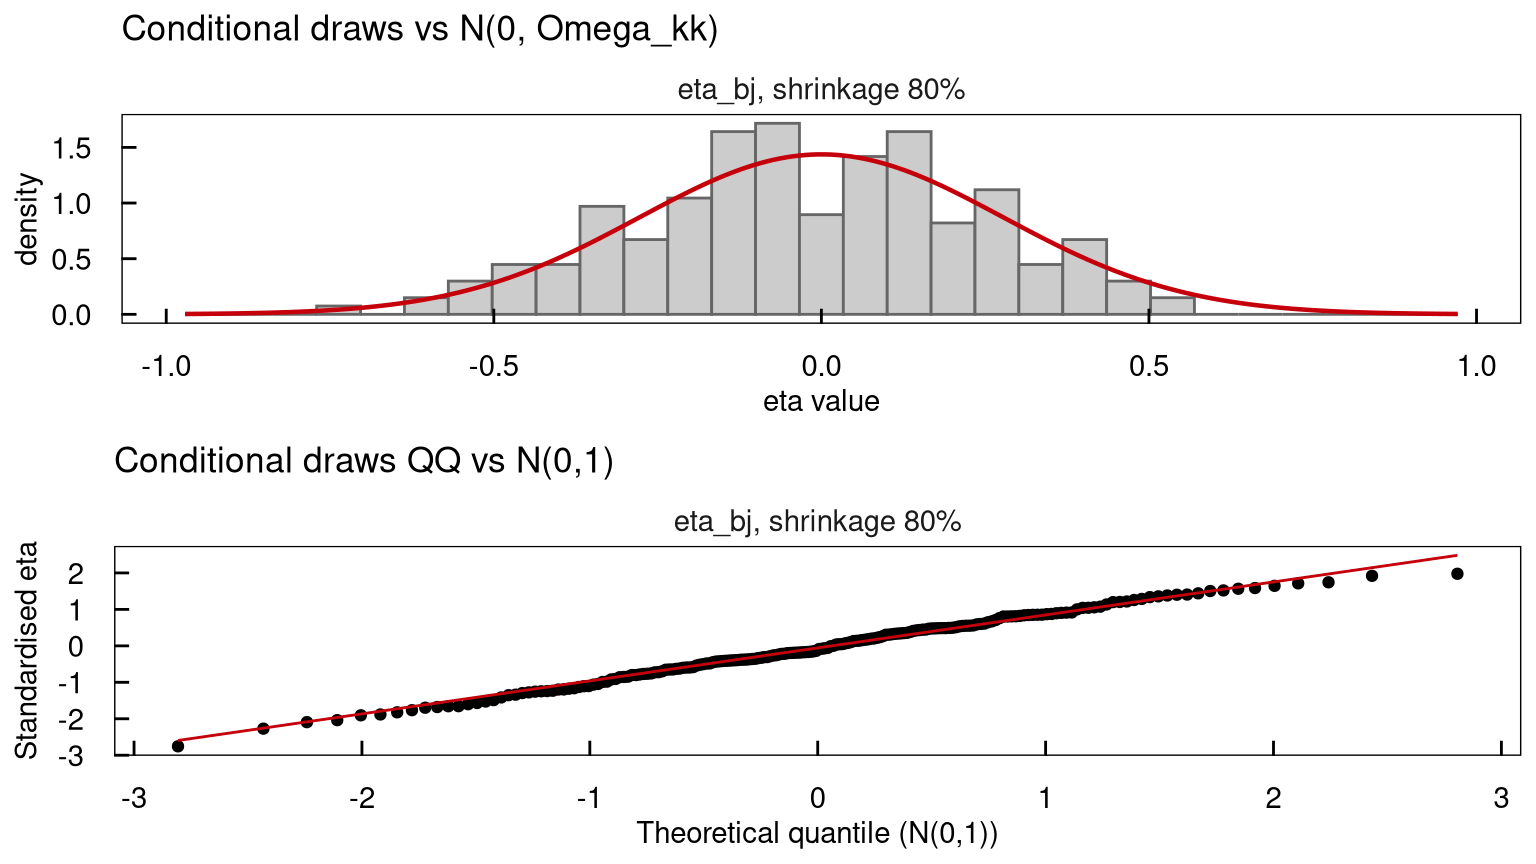 Conditional draws vs N(0, Omega_kk)
eta_bj, shrinkage 80%
density
1.5
1.0
0.5
0.0
-1.0 -0.5 0.0 0.5 1.0
eta value
Conditional draws QQ vs N(0,1)
eta_bj, shrinkage 80%
Standardised eta
2
1
0
-1
-2
-3
-3 -2 -1 0 1 2 3
Theoretical quantile (N(0,1))